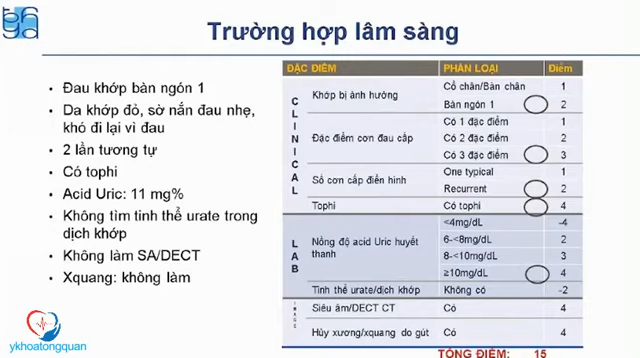 Trường hợp lâm sàng
Đau khớp bàn ngón 1
Da khớp đỏ, sờ nắn đau nhẹ,
khó đi lại vì đau
2 lần tương tự
Có tophi
Acid Uric: 11 mg%
Không tìm tinh thể urate trong
dịch khớp
Không làm SA/DECT
Xquang: không làm
ykhoatongquan
ĐẶC ĐIỂM PHÂN LOẠI Điểm
CLINICAL
Khớp bị ảnh hưởng Cổ chân/Bàn chân 1
Bàn ngón 1 2
Đặc điểm cơn đau cấp Có 1 đặc điểm 1
Có 2 đặc điểm 2
Có 3 đặc điểm 3
Số cơn cấp điển hình One typical 1
Recurrent 2
Tophi Có tophi 4
LAB
Nồng độ acid Uric huyết thanh <4mg/dL -4
6-<8mg/dL 2
8-<10mg/dL 3
≥10mg/dL 4
Tinh thể urate/dịch khớp Không có -2
IMAGE
Siêu âm/DECT CT Có 4
Hủy xương/xquang do gút Có 4
TỔNG ĐIỂM: 15